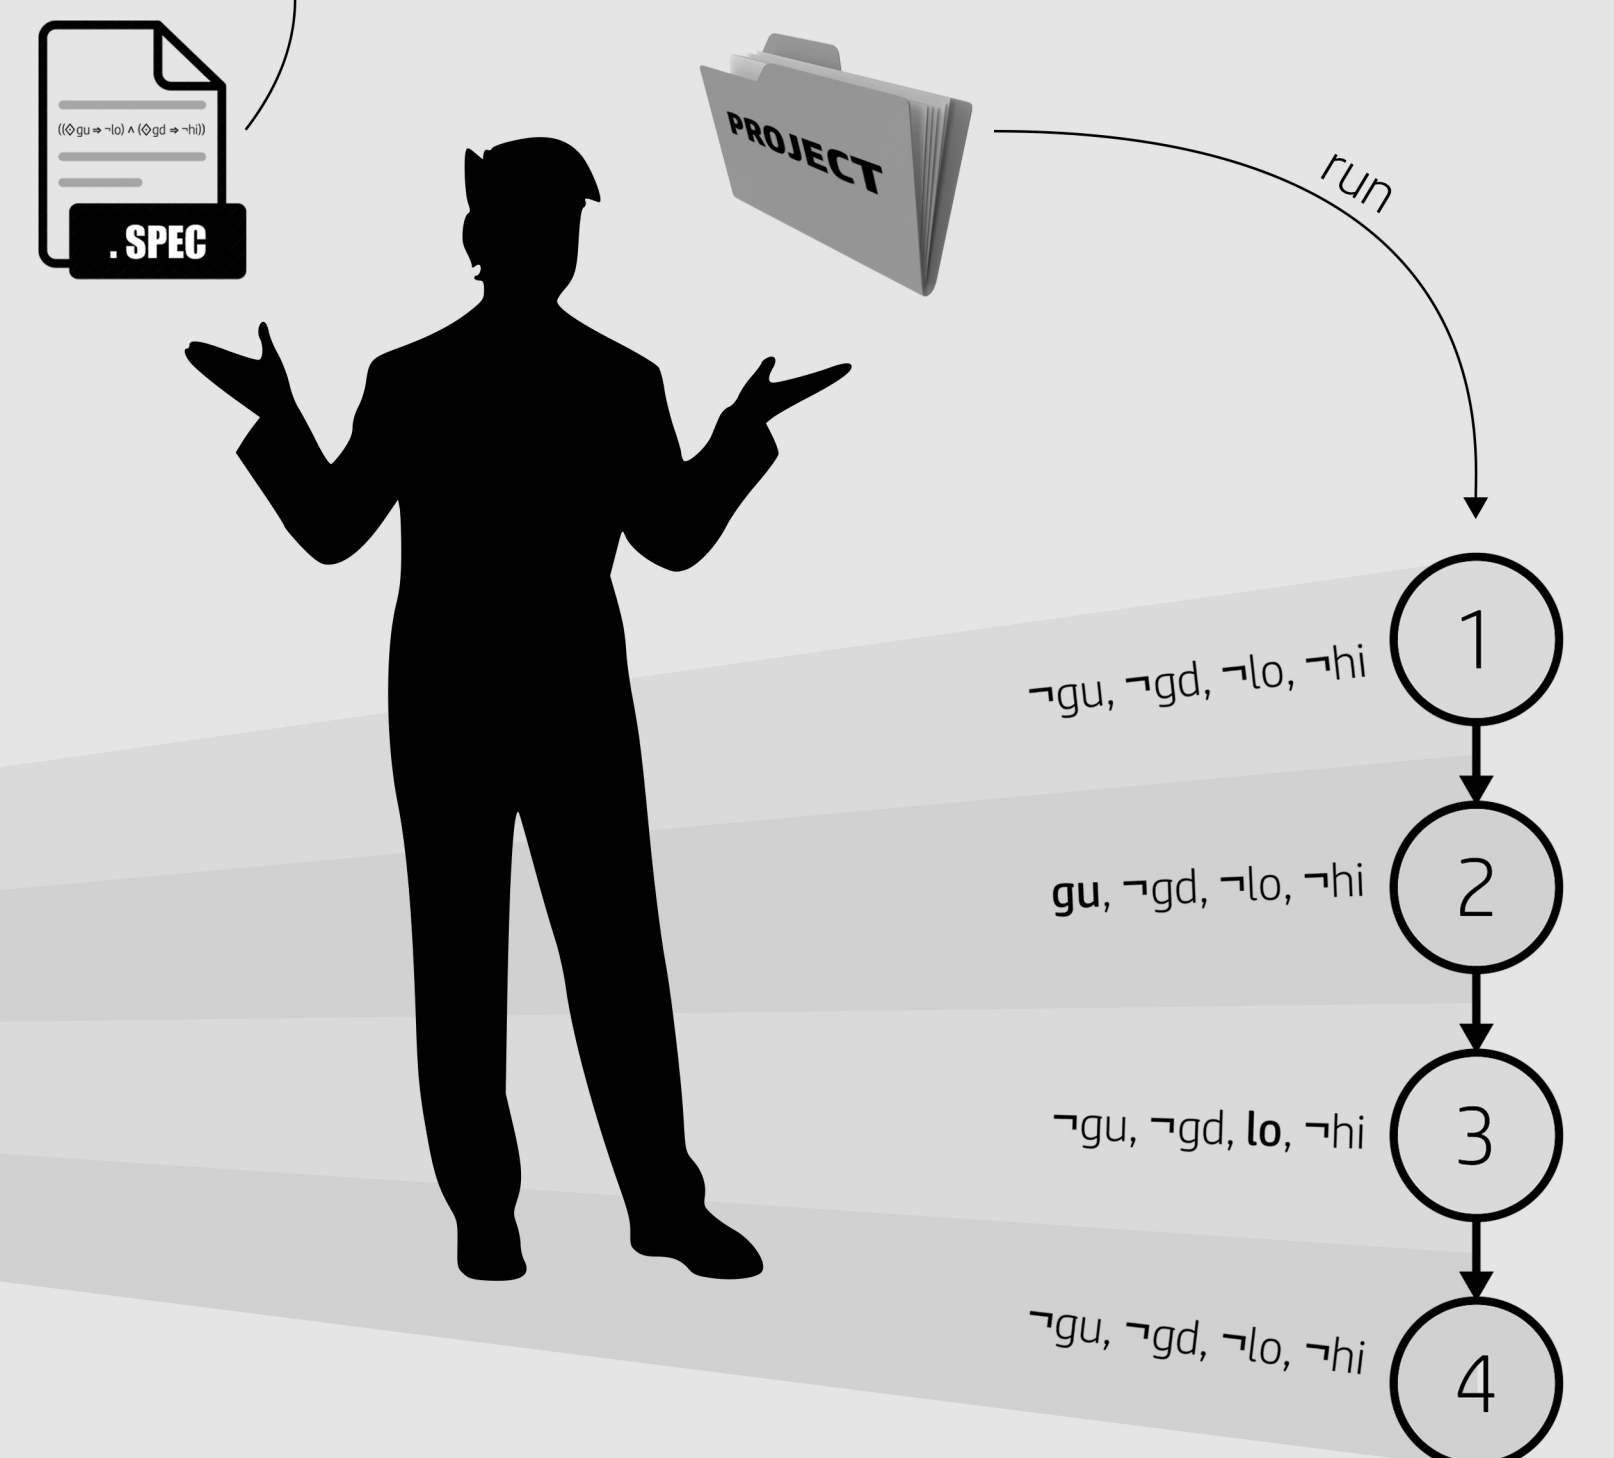 ((◇gu ⇒ ¬lo) ∧ (◇gd ⇒ ¬hi))
. SPEC
PROJECT
run
1
¬gu, ¬gd, ¬lo, ¬hi
2
gu, ¬gd, ¬lo, ¬hi
3
¬gu, ¬gd, lo, ¬hi
4
¬gu, ¬gd, ¬lo, ¬hi